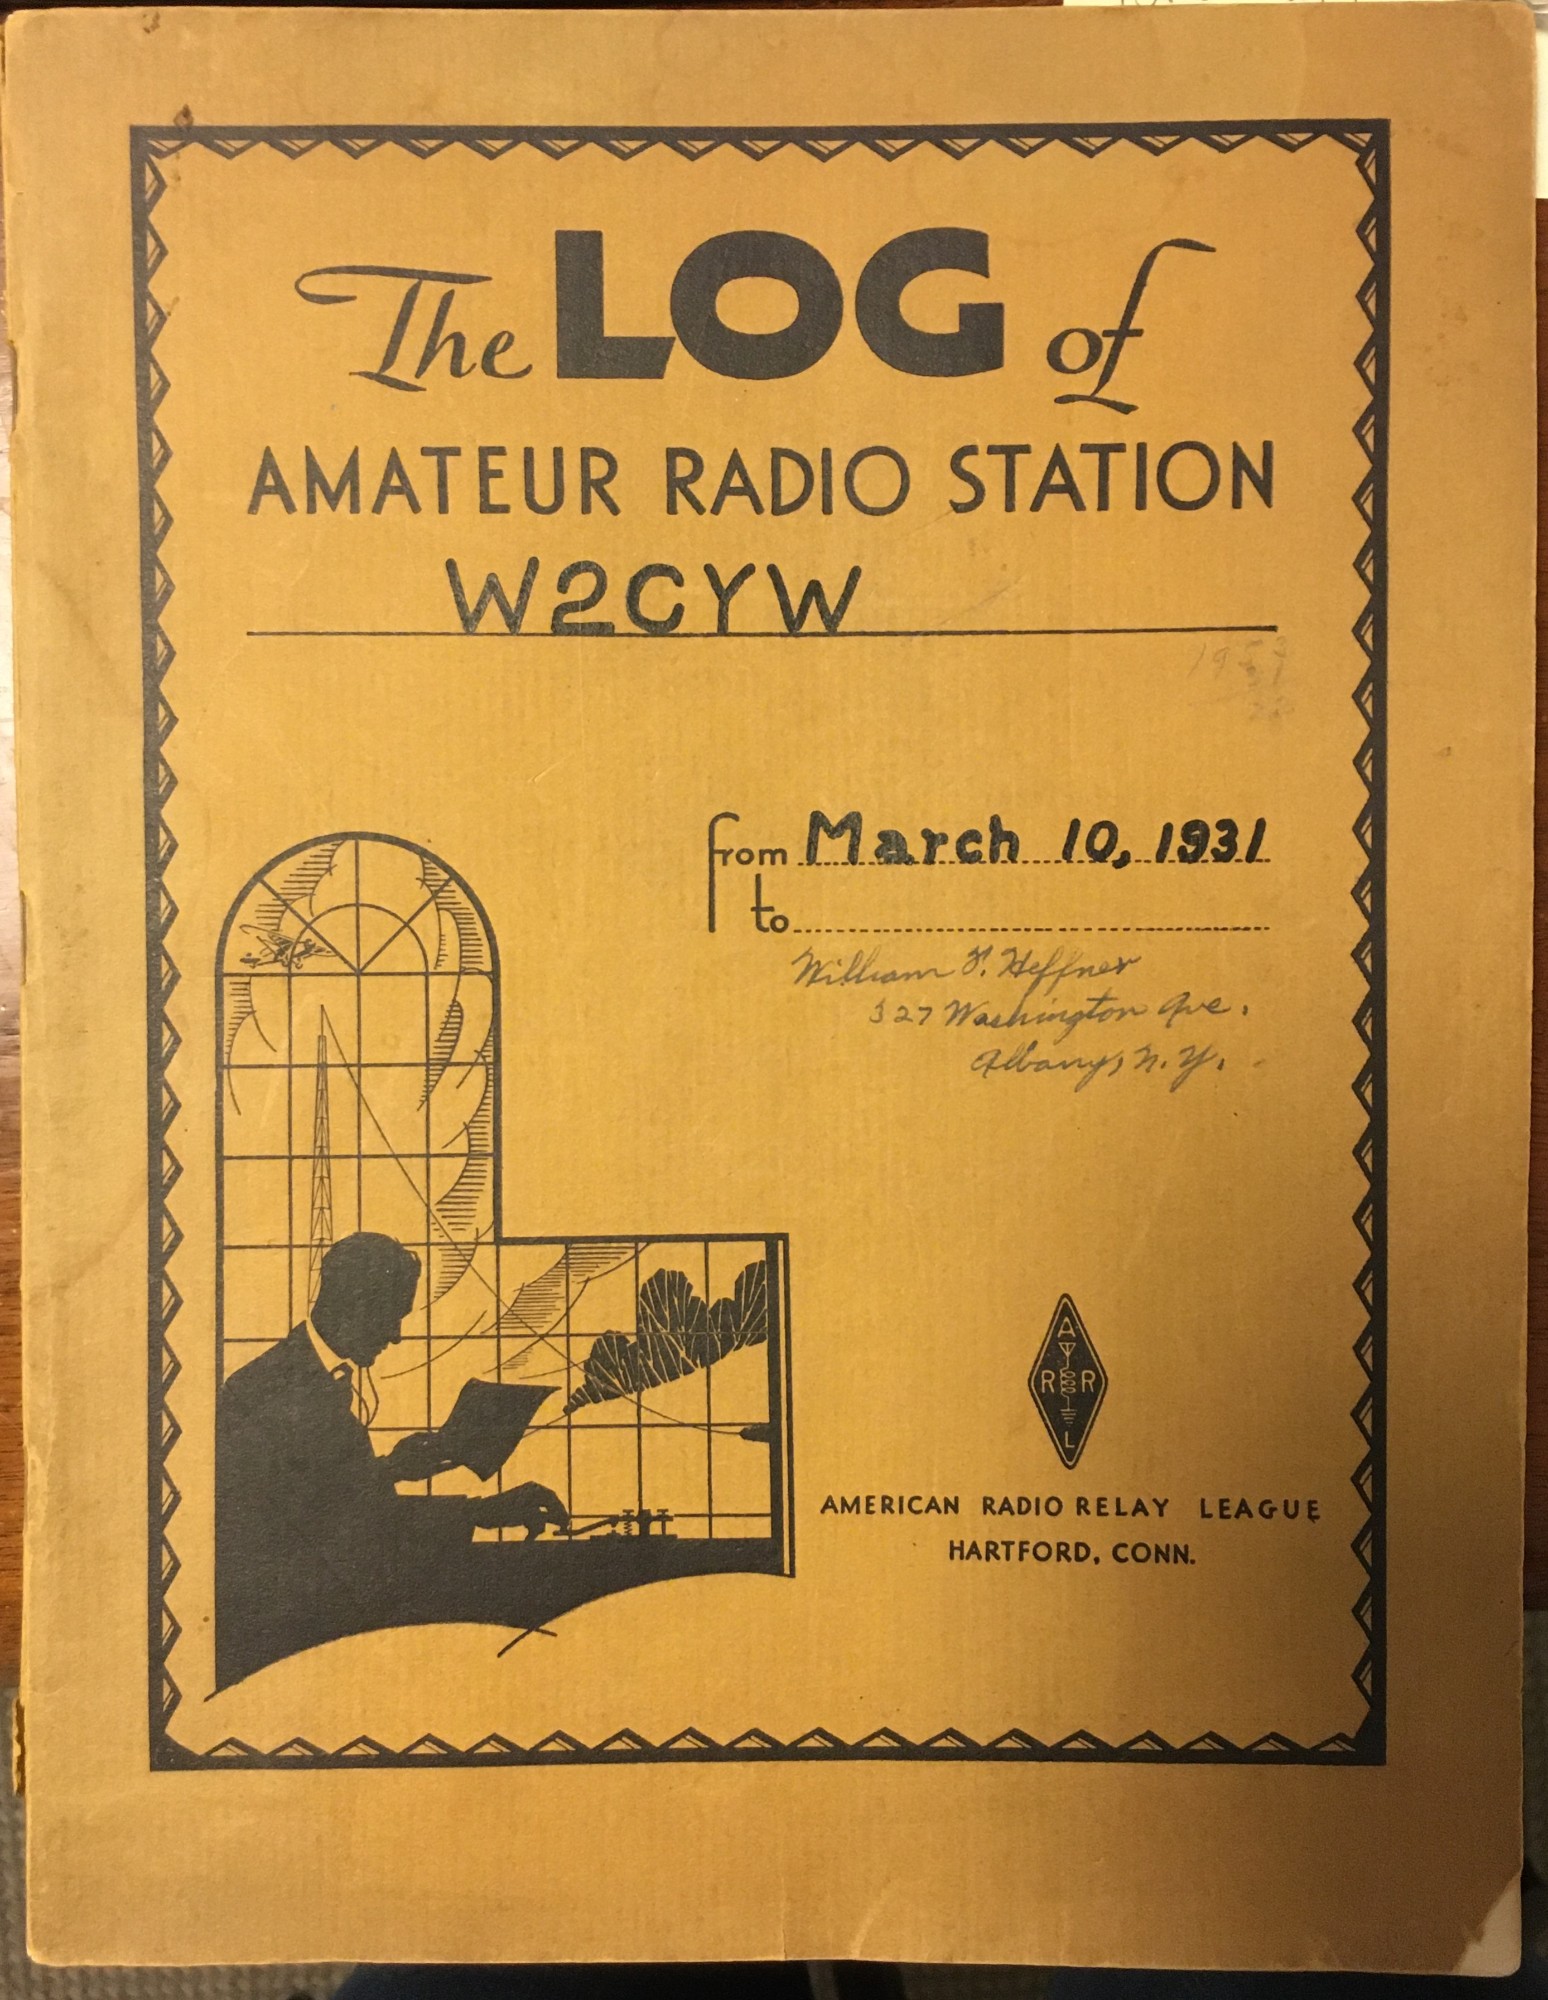 The LOG of
AMATEUR RADIO STATION
W2CYW
from March 10, 1931
to
William F. Heffner
327 Washington Ave.
Albany, N.Y.
A
R R
L
AMERICAN RADIO RELAY LEAGUE
HARTFORD, CONN.